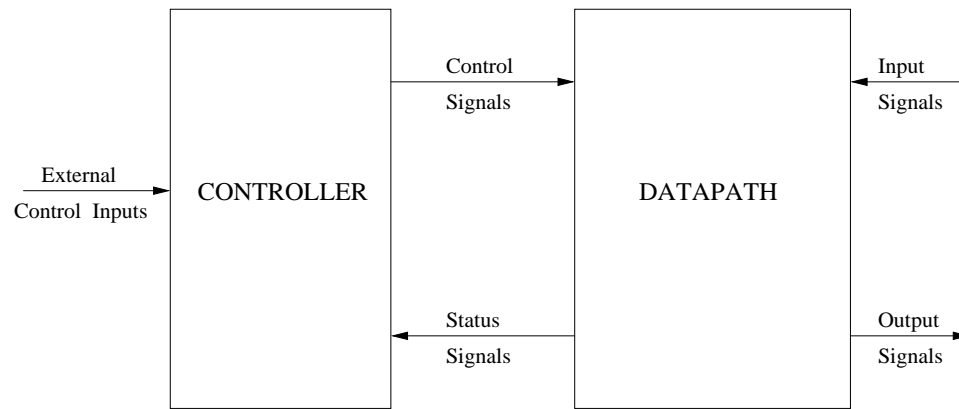 Control
Signals
Input
Signals
External
Control Inputs
CONTROLLER
DATAPATH
Status
Signals
Output
Signals